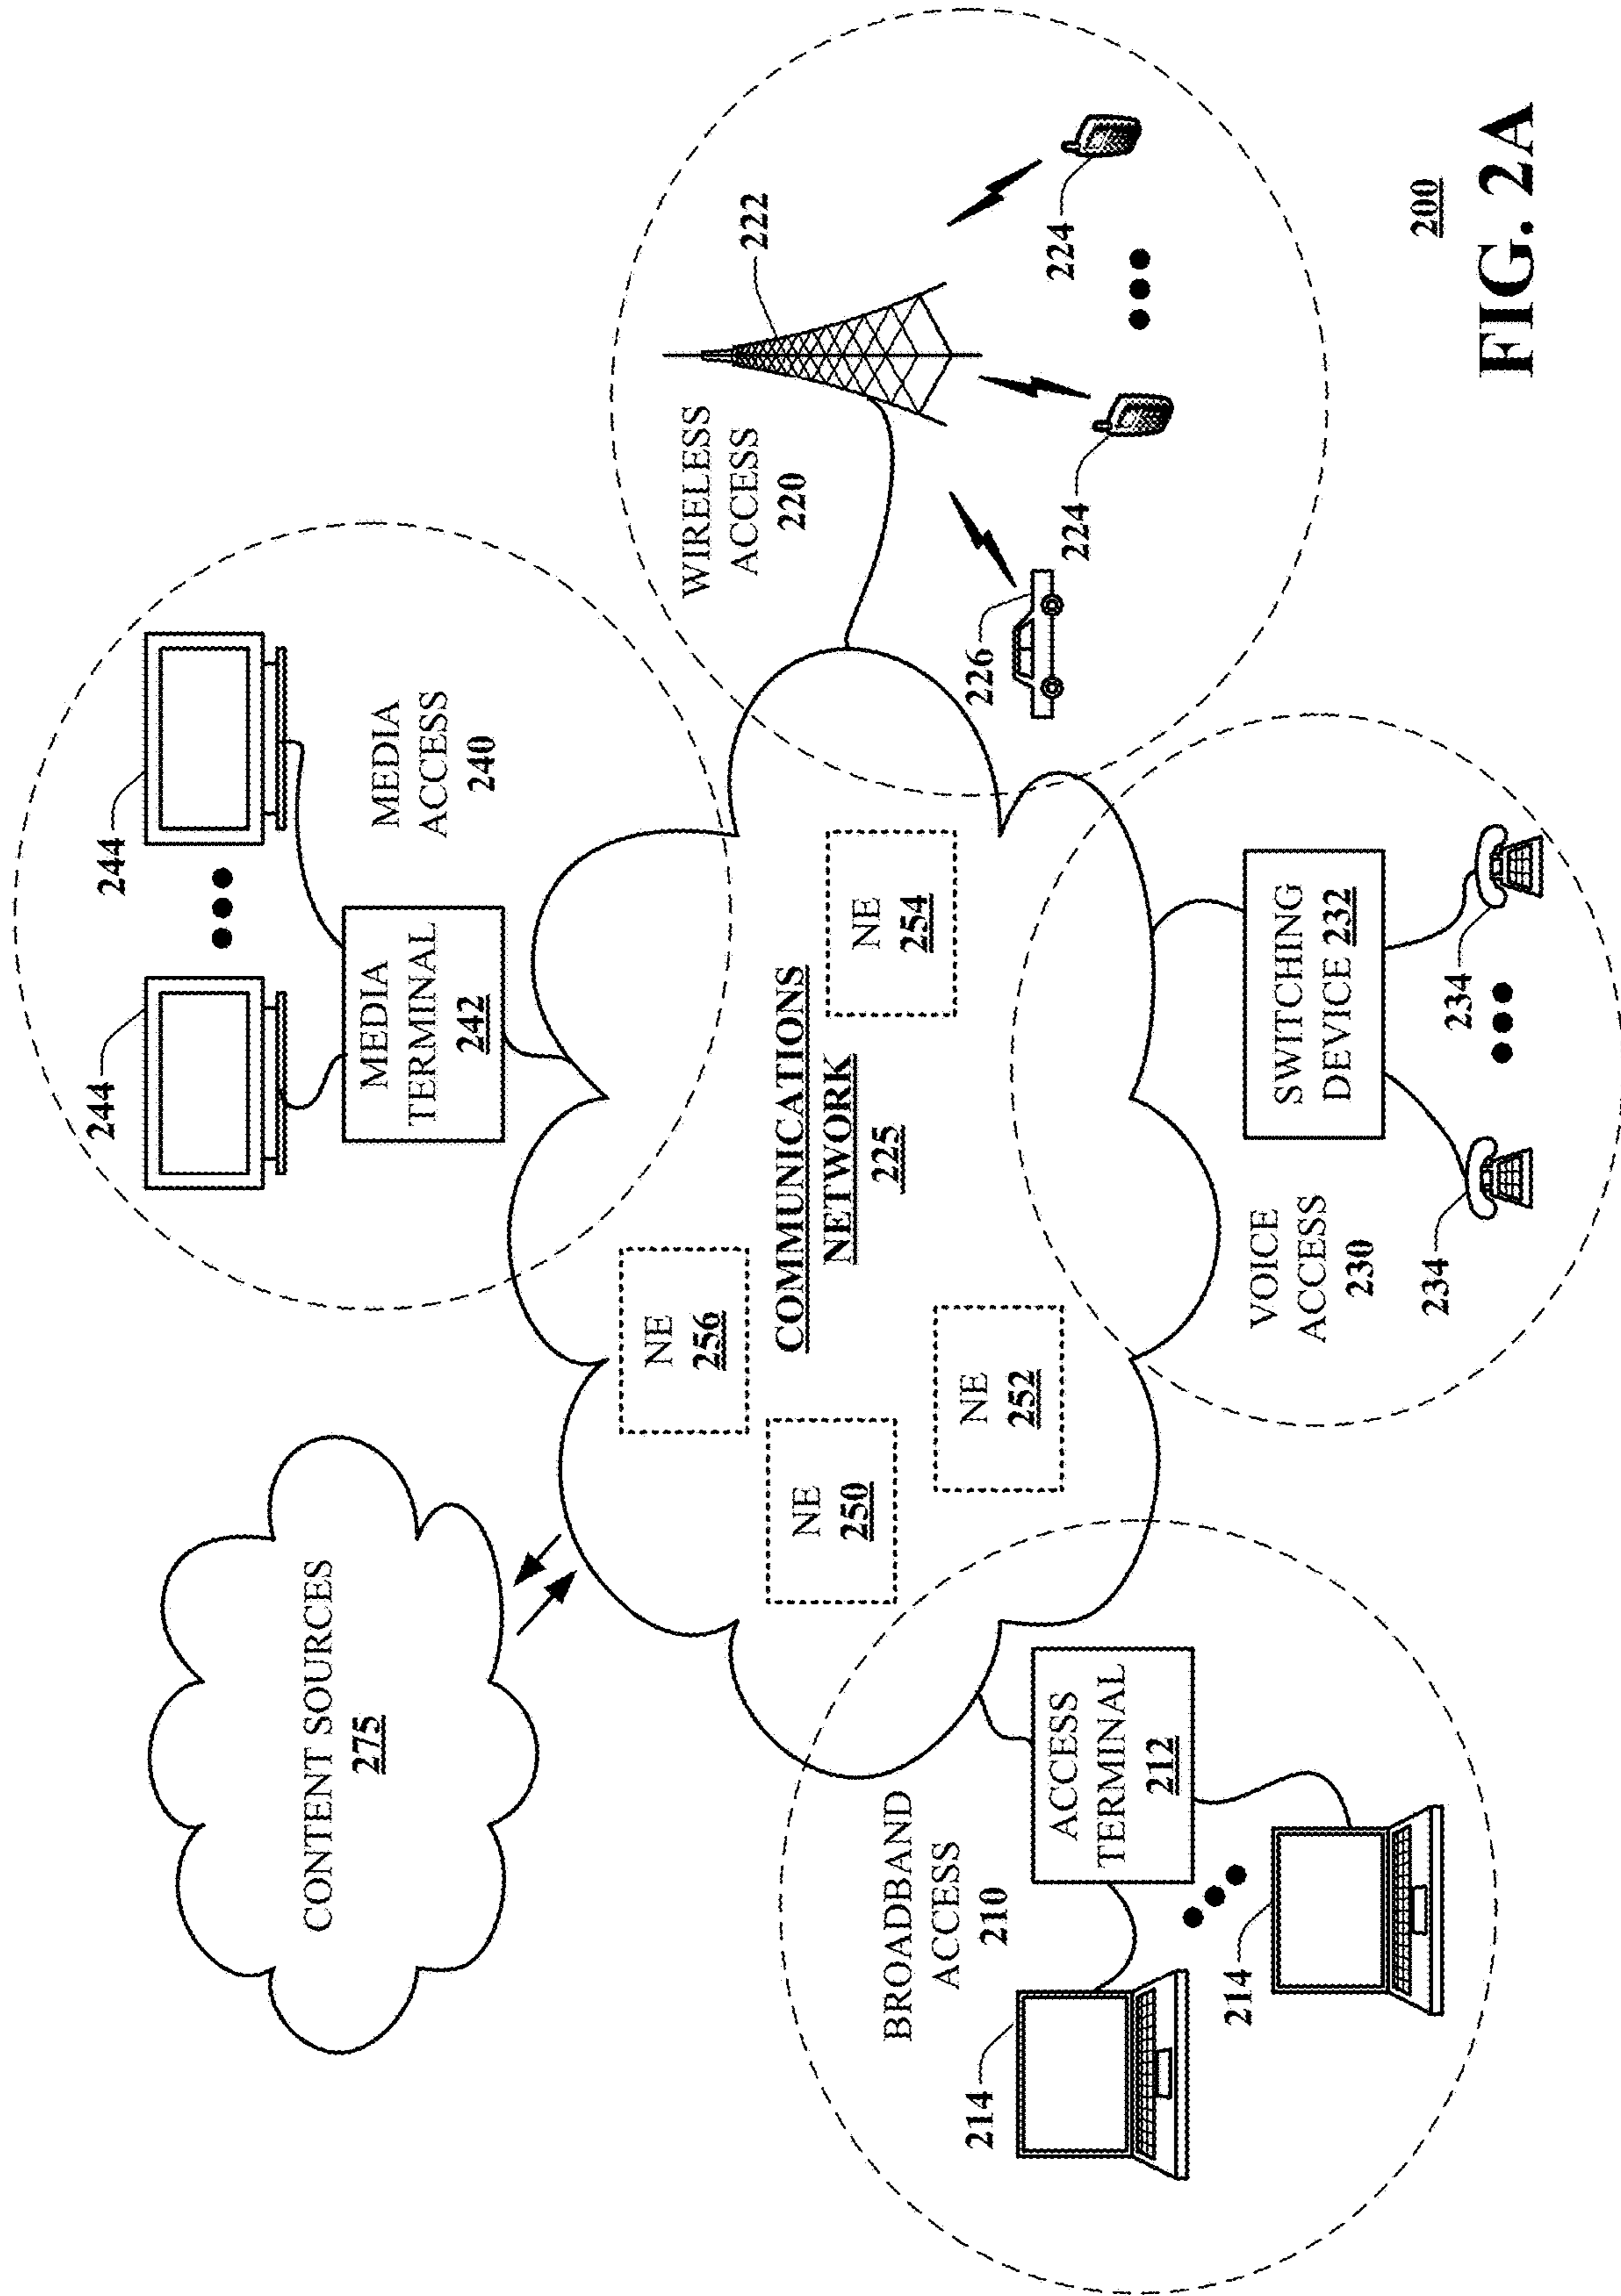 CONTENT SOURCES
275
244
244
MEDIA
TERMINAL
242
MEDIA
ACCESS
240
WIRELESS
ACCESS
220
222
NE
256
NE
250
NE
252
NE
254
COMMUNICATIONS
NETWORK
225
BROADBAND
ACCESS
210
ACCESS
TERMINAL
212
214
214
VOICE
ACCESS
230
SWITCHING
DEVICE 232
234
234
226
224
224
200
FIG. 2A